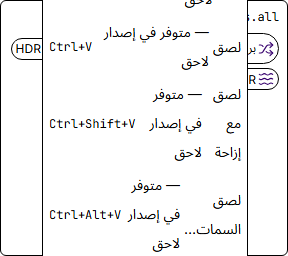 لاحق
s.all
— متوفر في إصدار
لصق
Ctrl+V
لاحق
HDR
بر
R
لصق — متوفر
مع في إصدار Ctrl+Shift+V
إزاحة لاحق
— متوفر
لصق
في إصدار Ctrl+Alt+V
السمات...
لاحق